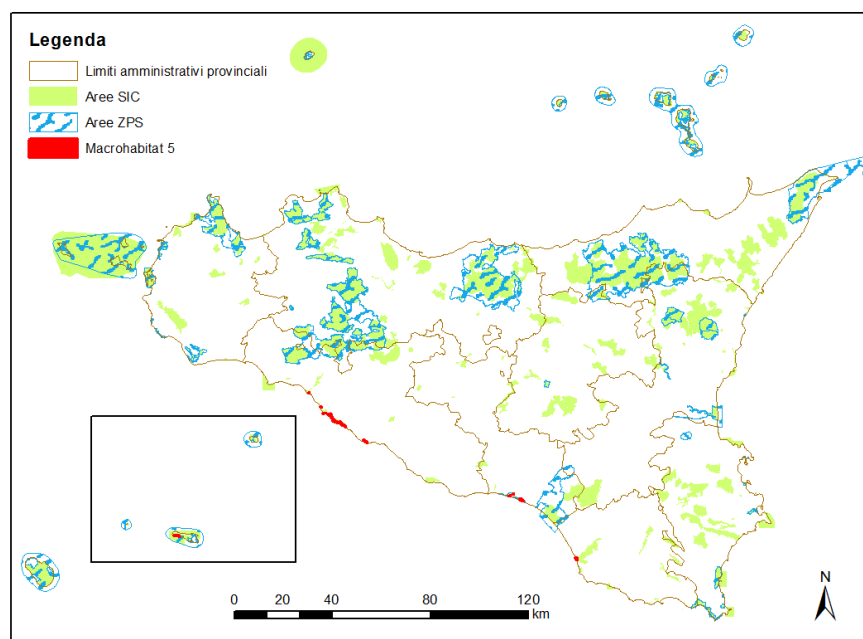 Legenda
Limiti amministrativi provinciali
Aree SIC
Aree ZPS
Macrohabitat 5
N
0 20 40 80 120
km